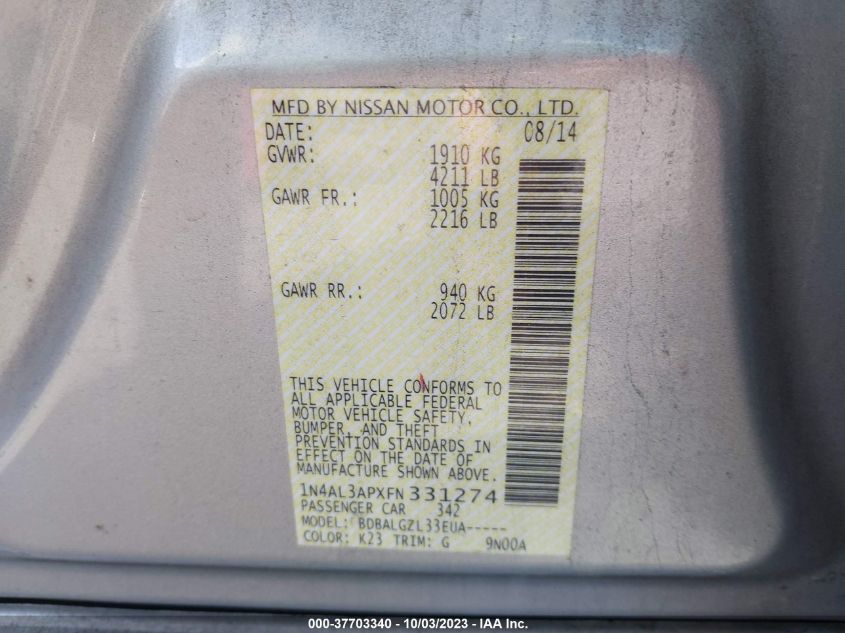 MFD BY NISSAN MOTOR CO., LTD.
DATE: 08/14
GVWR: 1910 KG
4211 LB
GAWR FR.: 1005 KG
2216 LB
GAWR RR.: 940 KG
2072 LB
THIS VEHICLE CONFORMS TO
ALL APPLICABLE FEDERAL
MOTOR VEHICLE SAFETY,
BUMPER, AND THEFT
PREVENTION STANDARDS IN
EFFECT ON THE DATE OF
MANUFACTURE SHOWN ABOVE.
1N4AL3APXFN331274
PASSENGER CAR 342
MODEL: BDBALGZL33EUA-----
COLOR: K23 TRIM: G 9N00A
000-37703340 - 10/03/2023 - IAA Inc.